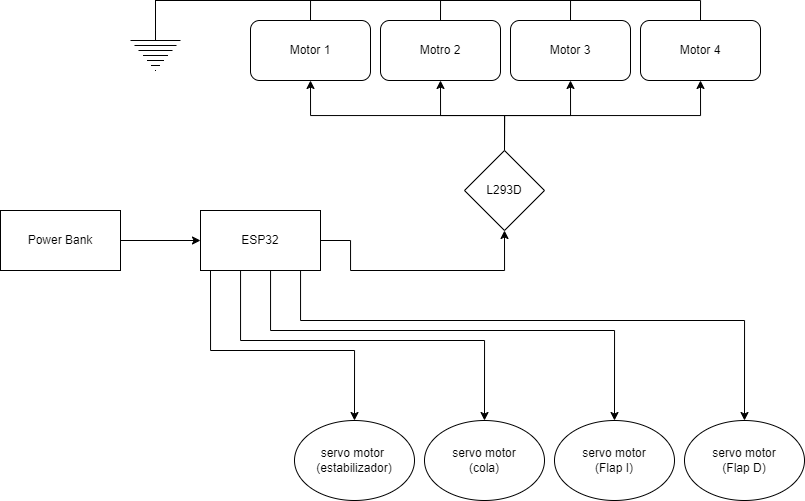 Motor 1
Motro 2
Motor 3
Motor 4
L293D
Power Bank
ESP32
servo motor
(estabilizador)
servo motor
(cola)
servo motor
(Flap I)
servo motor
(Flap D)